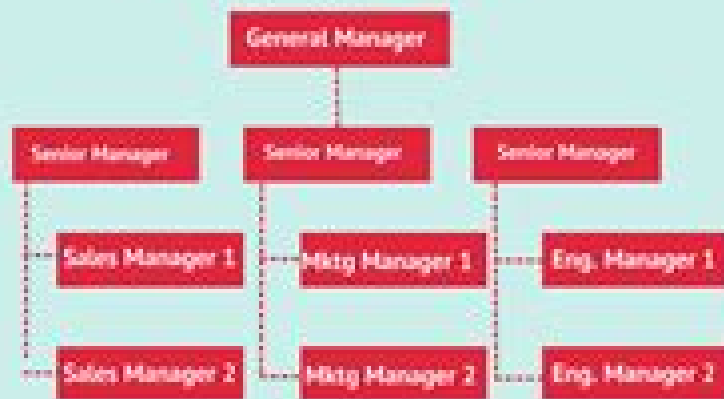 General Manager
Senior Manager
Senior Manager
Senior Manager
Sales Manager 1
Mktg Manager 1
Eng. Manager 1
Sales Manager 2
Mktg Manager 2
Eng. Manager 2